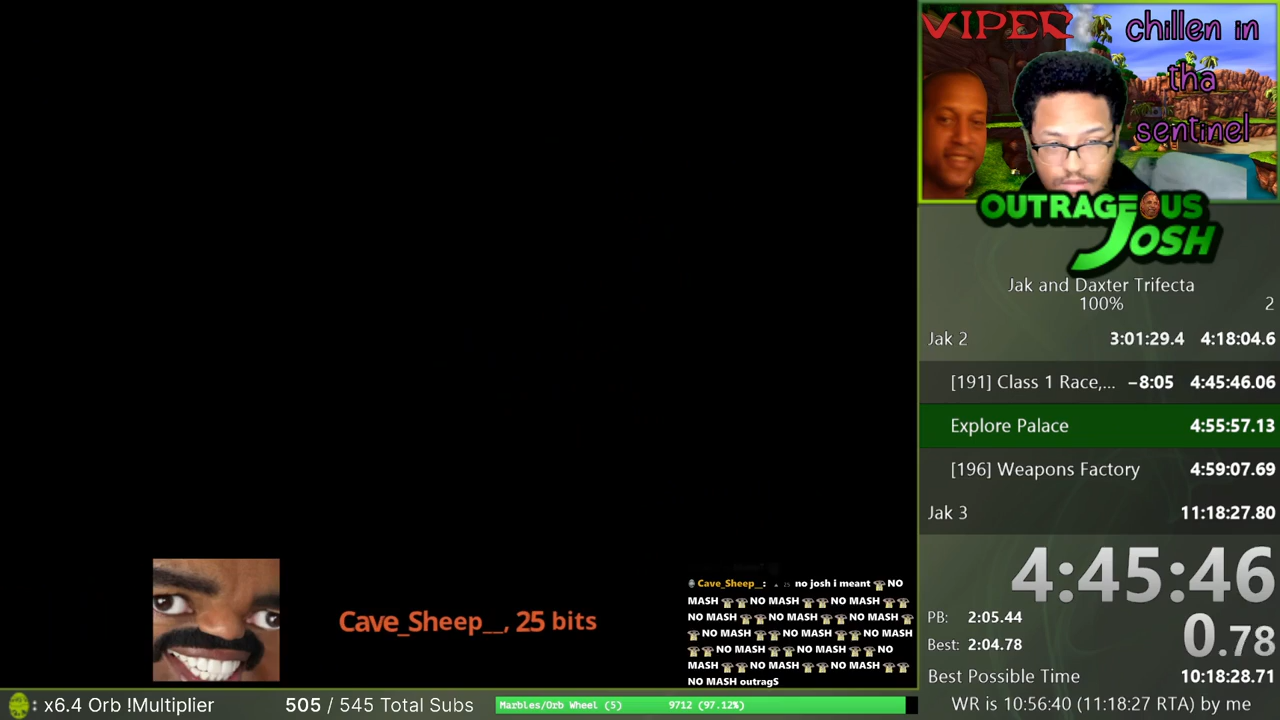 VIPER chillen in
tha
sentinel
OUTRAGEOUS
JOSH
Jak and Daxter Trifecta
100% 2
Jak 2 3:01:29.4 4:18:04.6
[191] Class 1 Race,... −8:05 4:45:46.06
Explore Palace 4:55:57.13
[196] Weapons Factory 4:59:07.69
Jak 3 11:18:27.80
4:45:46
PB: 2:05.44
Best: 2:04.78
0.78
Best Possible Time 10:18:28.71
WR is 10:56:40 (11:18:27 RTA) by me
Cave_Sheep__, 25 bits
Cave_Sheep__: no josh i meant NO
MASH NO MASH NO MASH
NO MASH NO MASH NO MASH
NO MASH NO MASH NO MASH
NO MASH NO MASH NO
MASH NO MASH NO MASH
NO MASH outragS
: x6.4 Orb !Multiplier 505 / 545 Total Subs Marbles/Orb Wheel (5) 9712 (97.12%)